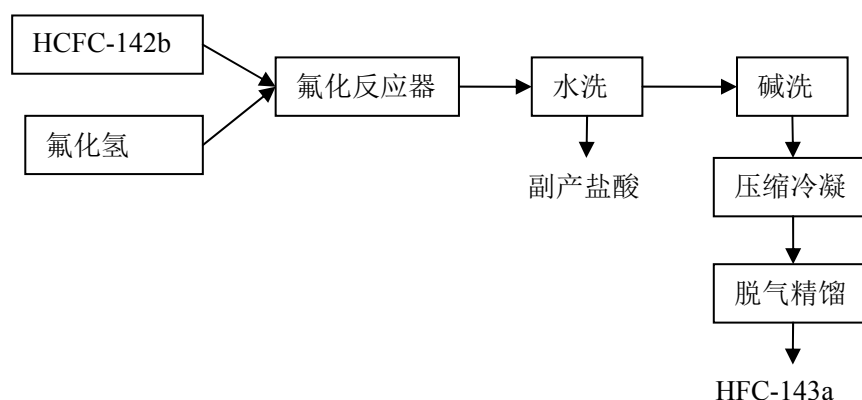 HCFC-142b
氟化氢
氟化反应器
水洗
碱洗
副产盐酸
压缩冷凝
脱气精馏
HFC-143a